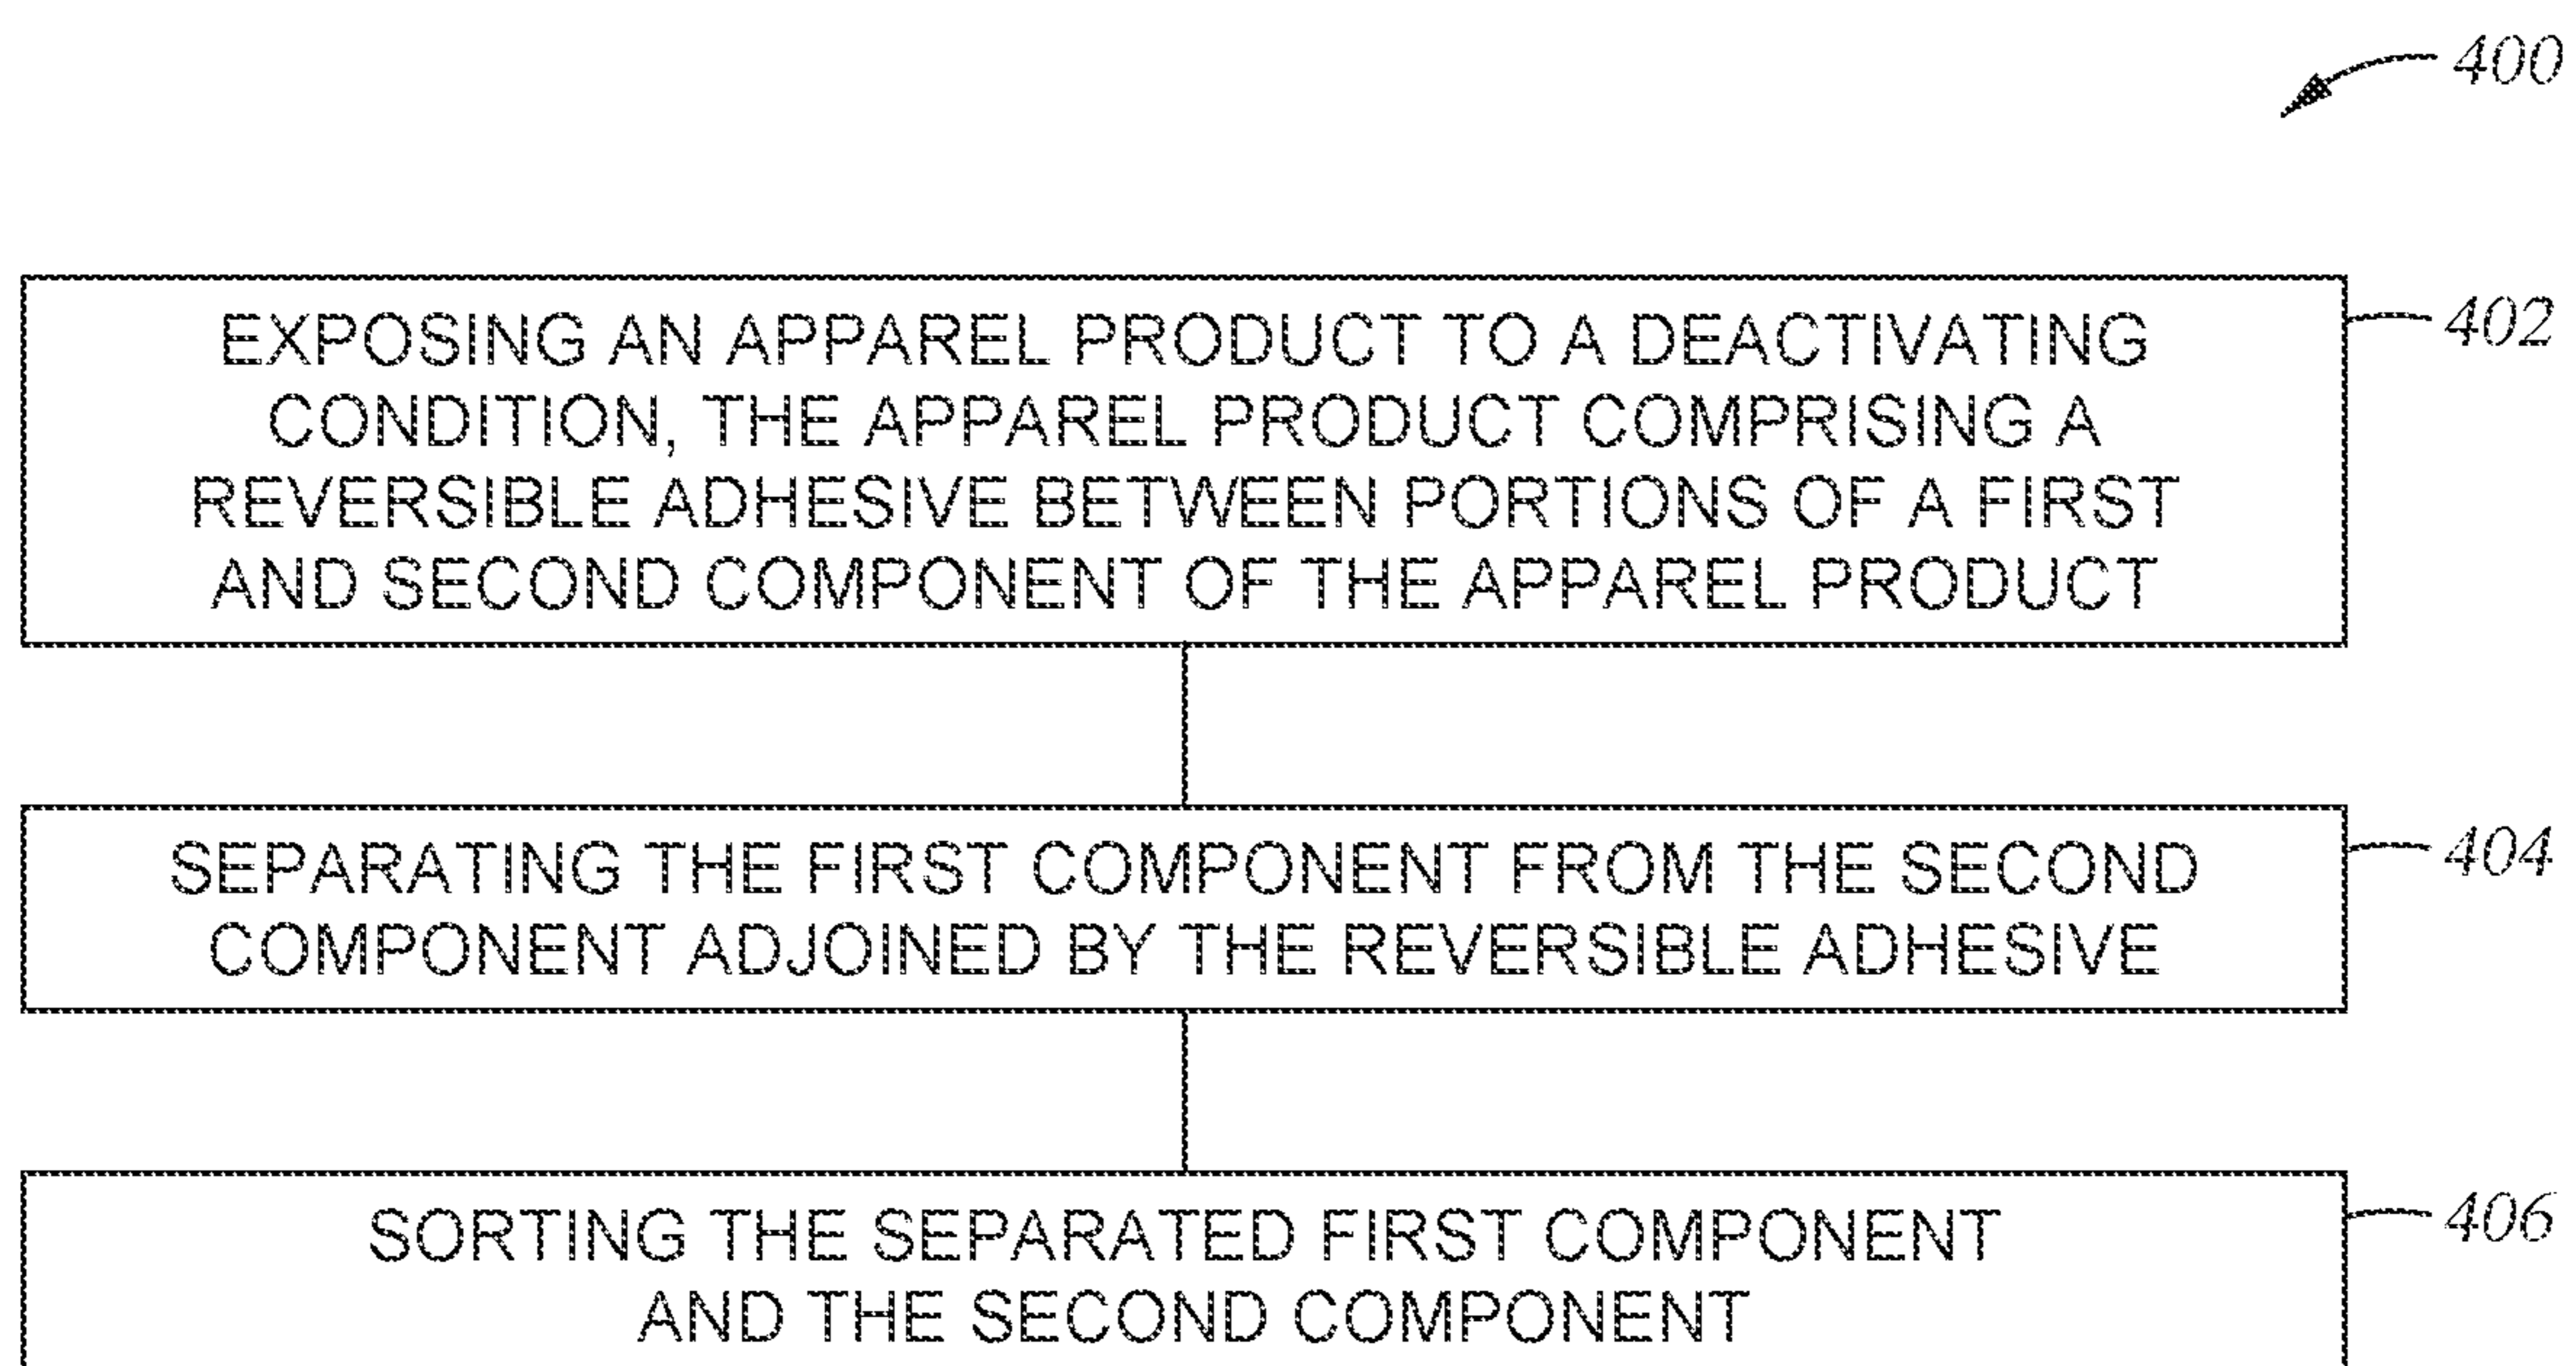 400
EXPOSING AN APPAREL PRODUCT TO A DEACTIVATING
CONDITION, THE APPAREL PRODUCT COMPRISING A
REVERSIBLE ADHESIVE BETWEEN PORTIONS OF A FIRST
AND SECOND COMPONENT OF THE APPAREL PRODUCT
402
SEPARATING THE FIRST COMPONENT FROM THE SECOND
COMPONENT ADJOINED BY THE REVERSIBLE ADHESIVE
404
SORTING THE SEPARATED FIRST COMPONENT
AND THE SECOND COMPONENT
406